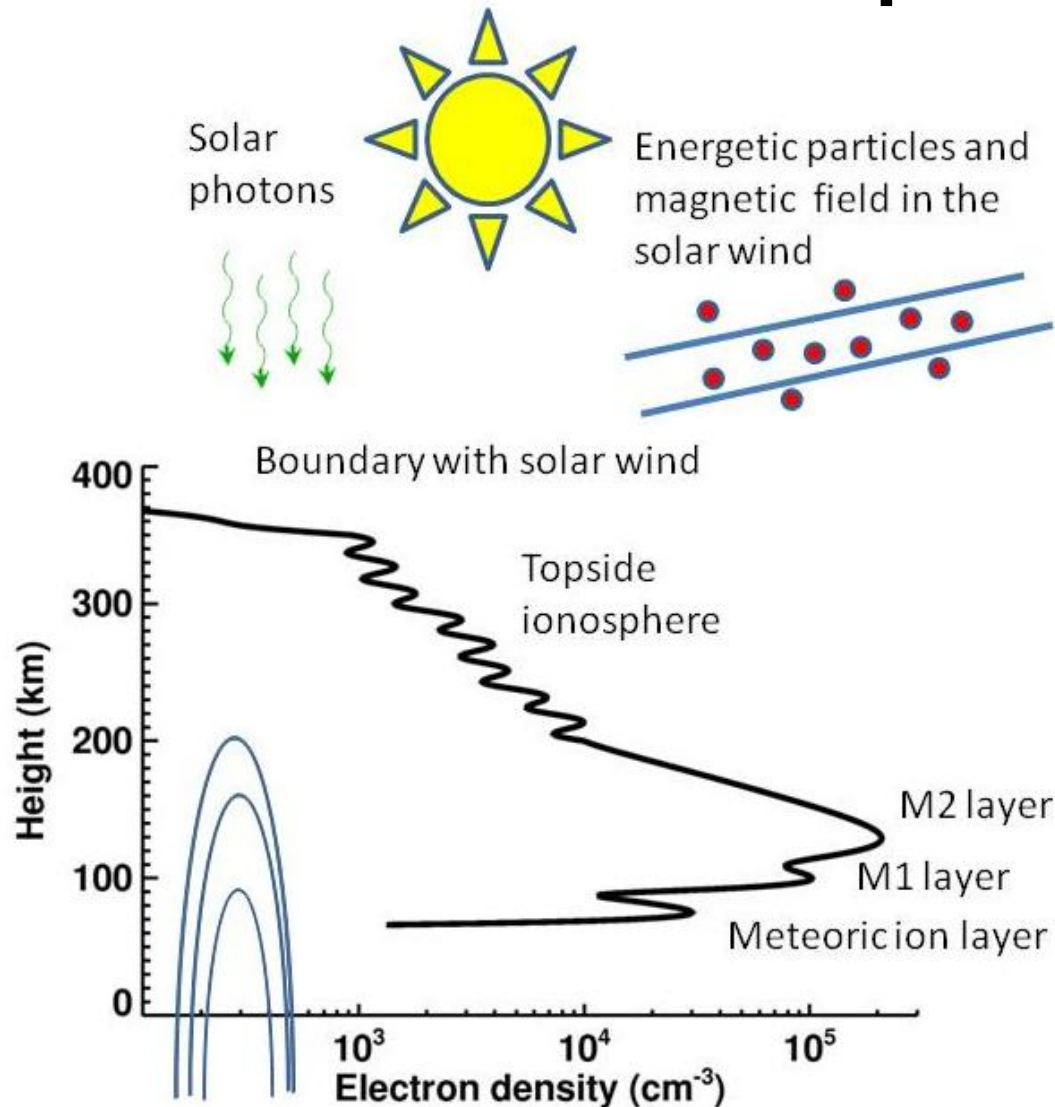 Solar
photons
Energetic particles and
magnetic field in the
solar wind
Boundary with solar wind
400
Topside
ionosphere
300
Height (km)
200
M2 layer
100
M1 layer
Meteoric ion layer
0
10³
10⁴
10⁵
Electron density (cm⁻³)